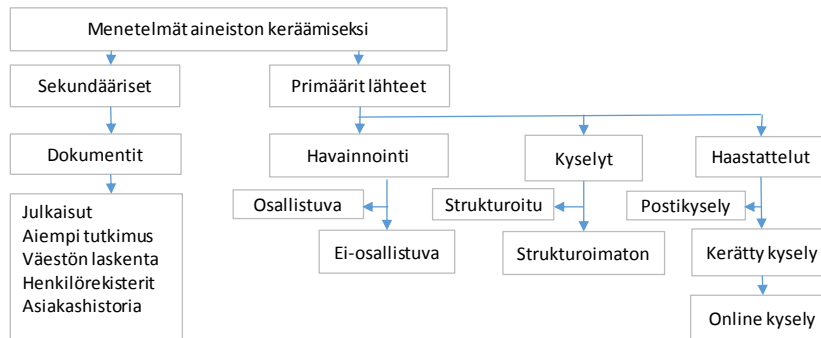 Menetelmät aineiston keräämiseksi
Sekundääriset
Primäärit lähteet
Dokumentit
Havainnointi
Kyselyt
Haastattelut
Julkaisut
Aiempi tutkimus
Väestön laskenta
Henkilörekisterit
Asiakashistoria
Osallistuva
Strukturoitu
Postikysely
Ei-osallistuva
Strukturoimaton
Kerätty kysely
Online kysely